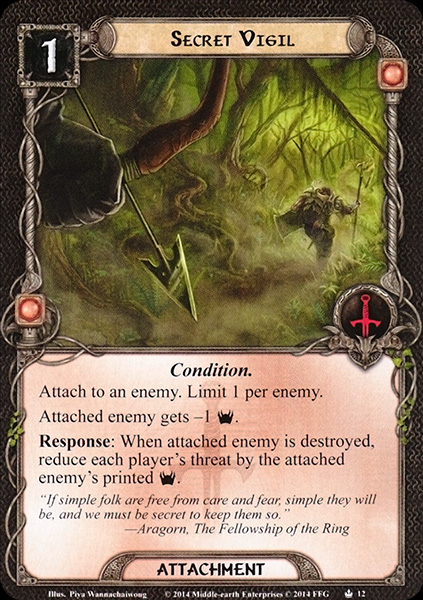 1
SECRET VIGIL
Condition.
Attach to an enemy. Limit 1 per enemy.
Attached enemy gets –1 .
Response: When attached enemy is destroyed,
reduce each player's threat by the attached
enemy's printed .
"If simple folk are free from care and fear, simple they will
be, and we must be secret to keep them so."
—Aragorn, The Fellowship of the Ring
ATTACHMENT
Illus. Piya Wannachaiwong © 2014 Middle-earth Enterprises © 2014 FFG 12